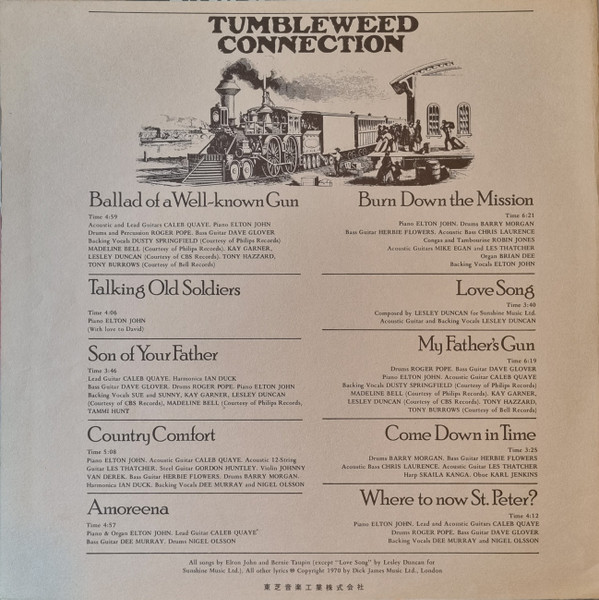 TUMBLEWEED
CONNECTION
Ballad of a Well-known Gun
Time 4:59
Acoustic and Lead Guitars CALEB QUAYE. Piano ELTON JOHN
Drums and Percussion ROGER POPE. Bass Guitar DAVE GLOVER
Backing Vocals DUSTY SPRINGFIELD (Courtesy of Philips Records)
MADELINE BELL (Courtesy of Philips Records). KAY GARNER,
LESLEY DUNCAN (Courtesy of CBS Records). TONY HAZZARD,
TONY BURROWS (Courtesy of Bell Records)
Talking Old Soldiers
Time 4:06
Piano ELTON JOHN
(With love to David)
Son of Your Father
Time 3:46
Lead Guitar CALEB QUAYE. Harmonica IAN DUCK
Bass Guitar DAVE GLOVER. Drums ROGER POPE. Piano ELTON JOHN
Backing Vocals SUE and SUNNY, KAY GARNER, LESLEY DUNCAN
(Courtesy of CBS Records), MADELINE BELL (Courtesy of Philips Records,
TAMMI HUNT
Country Comfort
Time 5:08
Piano ELTON JOHN. Acoustic Guitar CALEB QUAYE. Acoustic 12-String
Guitar LES THATCHER. Steel Guitar GORDON HUNTLEY. Violin JOHNNY
VAN DEREK. Bass Guitar HERBIE FLOWERS. Drums BARRY MORGAN.
Harmonica IAN DUCK. Backing Vocals DEE MURRAY and NIGEL OLSSON
Amoreena
Time 4:57
Piano & Organ ELTON JOHN. Lead Guitar CALEB QUAYE
Bass Guitar DEE MURRAY. Drums NIGEL OLSSON
Burn Down the Mission
Time 6:21
Piano ELTON JOHN. Drums BARRY MORGAN
Bass Guitar HERBIE FLOWERS. Acoustic Bass CHRIS LAURENCE
Congas and Tambourine ROBIN JONES
Acoustic Guitars MIKE EGAN and LES THATCHER
Organ BRIAN DEE
Backing Vocals ELTON JOHN
Love Song
Time 3:40
Composed by LESLEY DUNCAN for Sunshine Music Ltd.
Acoustic Guitar and Backing Vocals LESLEY DUNCAN
My Father's Gun
Time 6:19
Drums ROGER POPE. Bass Guitar DAVE GLOVER
Piano ELTON JOHN. Acoustic Guitar CALEB QUAYE
Backing Vocals DUSTY SPRINGFIELD (Courtesy of Philips Records)
MADELINE BELL (Courtesy of Philips Records). KAY GARNER,
LESLEY DUNCAN (Courtesy of CBS Records). TONY HAZZARD,
TONY BURROWS (Courtesy of Bell Records)
Come Down in Time
Time 3:25
Drums BARRY MORGAN. Bass Guitar HERBIE FLOWERS
Acoustic Bass CHRIS LAURENCE. Acoustic Guitar LES THATCHER
Harp SKAILA KANGA. Oboe KARL JENKINS
Where to now St. Peter?
Time 4:12
Piano ELTON JOHN. Lead and Acoustic Guitars CALEB QUAYE
Drums ROGER POPE. Bass Guitar DAVE GLOVER
Backing Vocals DEE MURRAY and NIGEL OLSSON
All songs by Elton John and Bernie Taupin (except "Love Song" by Lesley Duncan for
Sunshine Music Ltd.). All other lyrics © Copyright 1970 by Dick James Music Ltd., London
東芝音楽工業株式会社